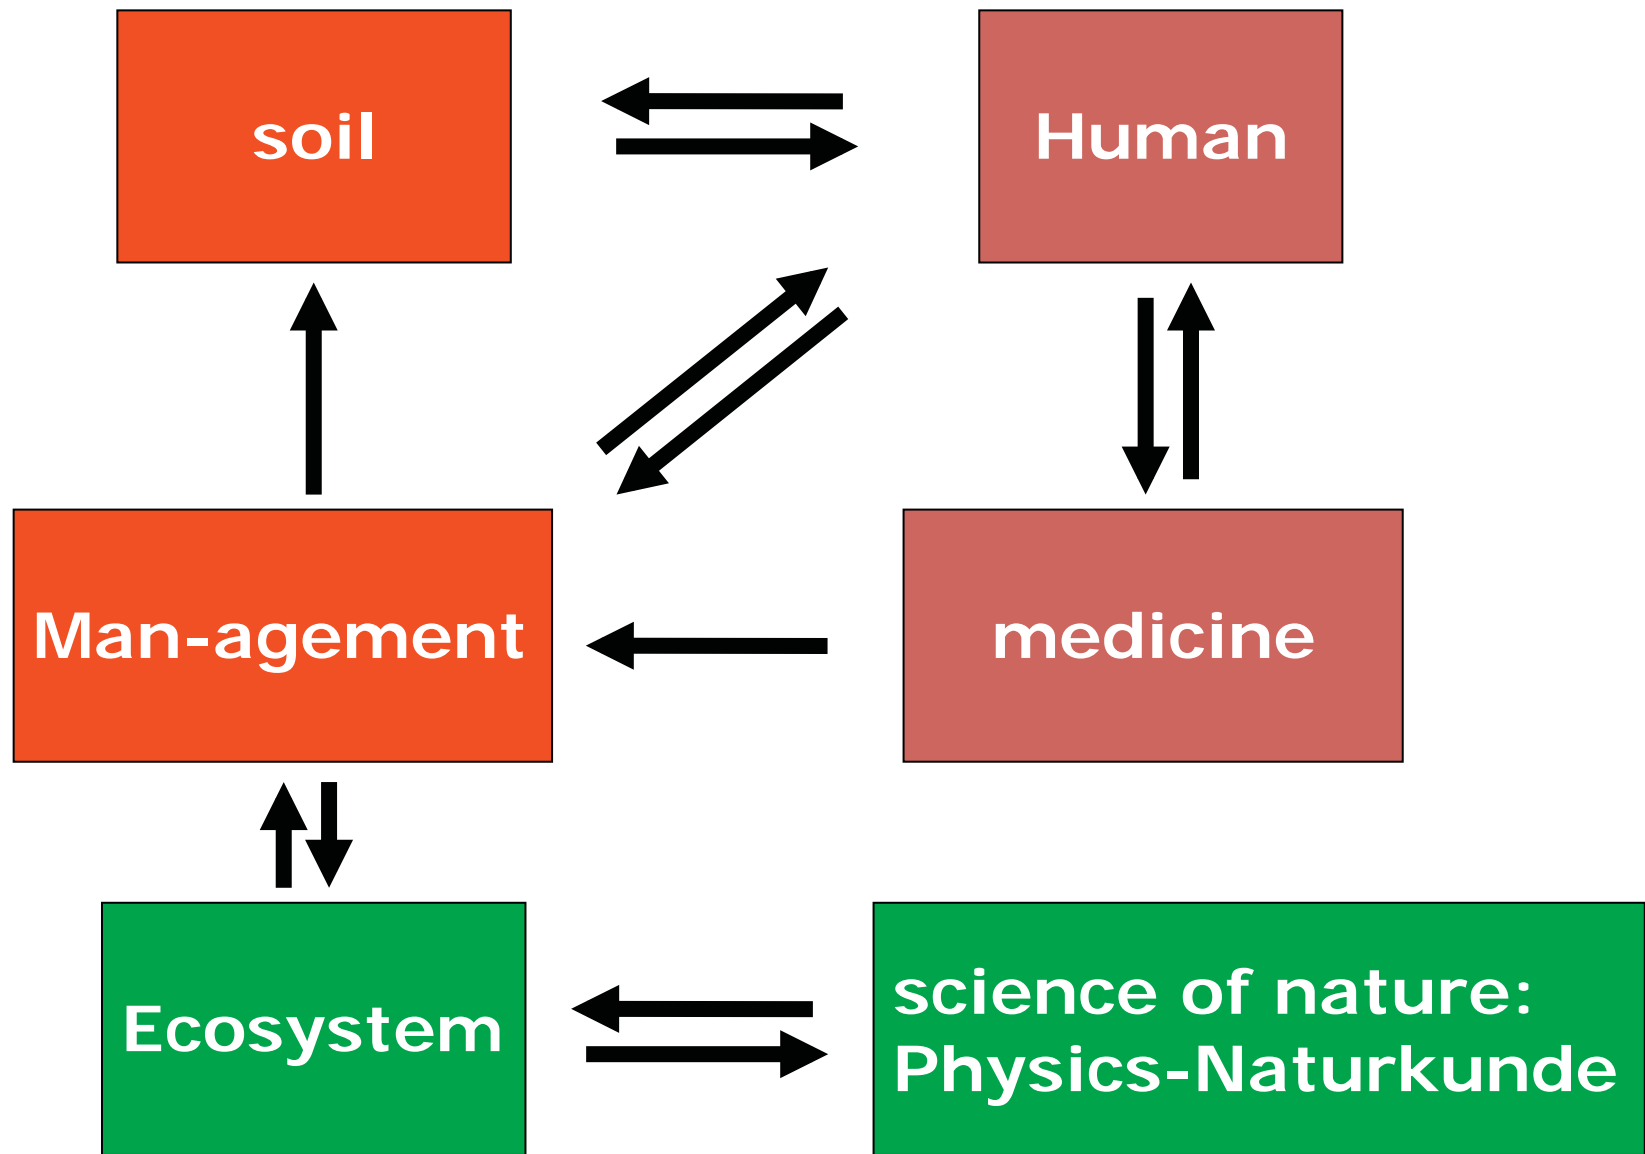 soil
Human
Man-agement
medicine
Ecosystem
science of nature:
Physics-Naturkunde